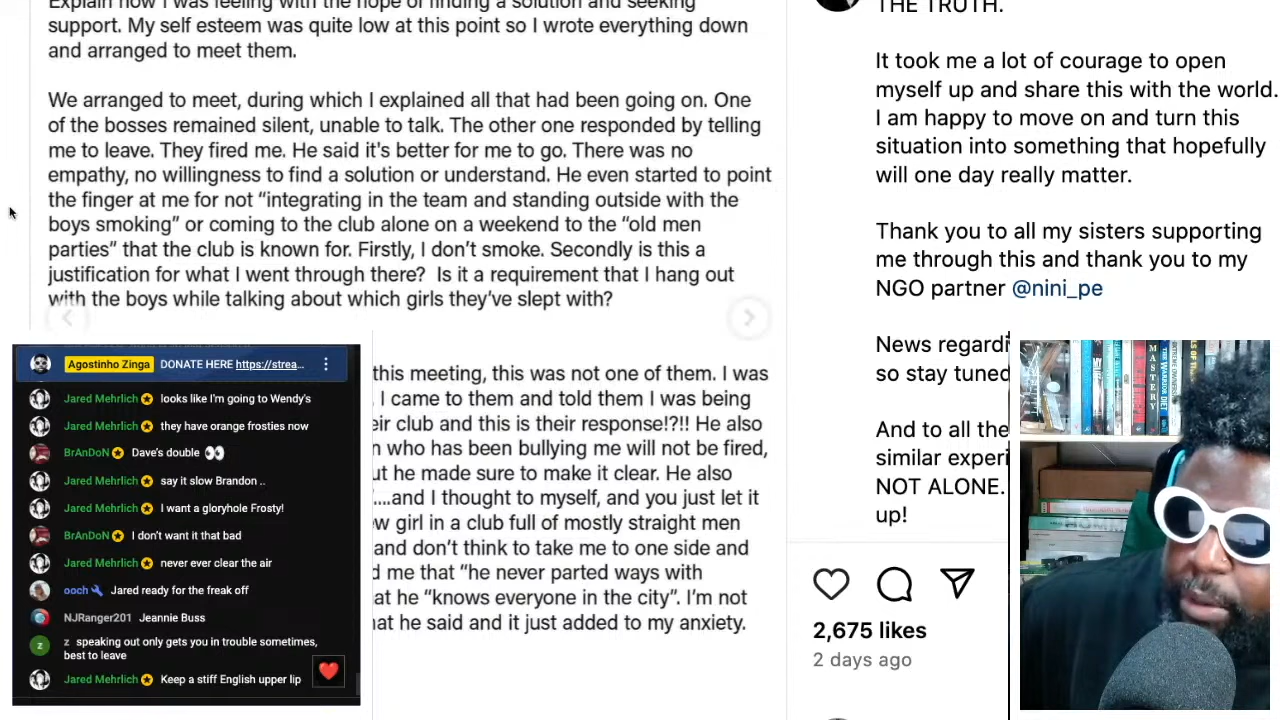 Explain how I was feeling with the hope of finding a solution and seeking
support. My self esteem was quite low at this point so I wrote everything down
and arranged to meet them.
We arranged to meet, during which I explained all that had been going on. One
of the bosses remained silent, unable to talk. The other one responded by telling
me to leave. They fired me. He said it's better for me to go. There was no
empathy, no willingness to find a solution or understand. He even started to point
the finger at me for not “integrating in the team and standing outside with the
boys smoking” or coming to the club alone on a weekend to the “old men
parties” that the club is known for. Firstly, I don’t smoke. Secondly is this a
justification for what I went through there?  Is it a requirement that I hang out
with the boys while talking about which girls they’ve slept with?
this meeting, this was not one of them. I was
. I came to them and told them I was being
eir club and this is their response!?!! He also
n who has been bullying me will not be fired,
ut he made sure to make it clear. He also
’....and I thought to myself, and you just let it
ew girl in a club full of mostly straight men
and don’t think to take me to one side and
d me that “he never parted ways with
at he “knows everyone in the city”. I’m not
at he said and it just added to my anxiety.
THE TRUTH.
It took me a lot of courage to open
myself up and share this with the world.
I am happy to move on and turn this
situation into something that hopefully
will one day really matter.
Thank you to all my sisters supporting
me through this and thank you to my
NGO partner @nini_pe
News regardi
so stay tuned
And to all the
similar experi
NOT ALONE.
up!
2,675 likes
2 days ago
Agostinho Zinga DONATE HERE https://strea...
Jared Mehrlich looks like I'm going to Wendy's
Jared Mehrlich they have orange frosties now
BrAnDoN Dave's double 👀
Jared Mehrlich say it slow Brandon ..
Jared Mehrlich I want a gloryhole Frosty!
BrAnDoN I don't want it that bad
Jared Mehrlich never ever clear the air
ooch Jared ready for the freak off
NJRanger201 Jeannie Buss
z z speaking out only gets you in trouble sometimes,
best to leave
Jared Mehrlich Keep a stiff English upper lip
MASTERY
THE WARRIOR DIET